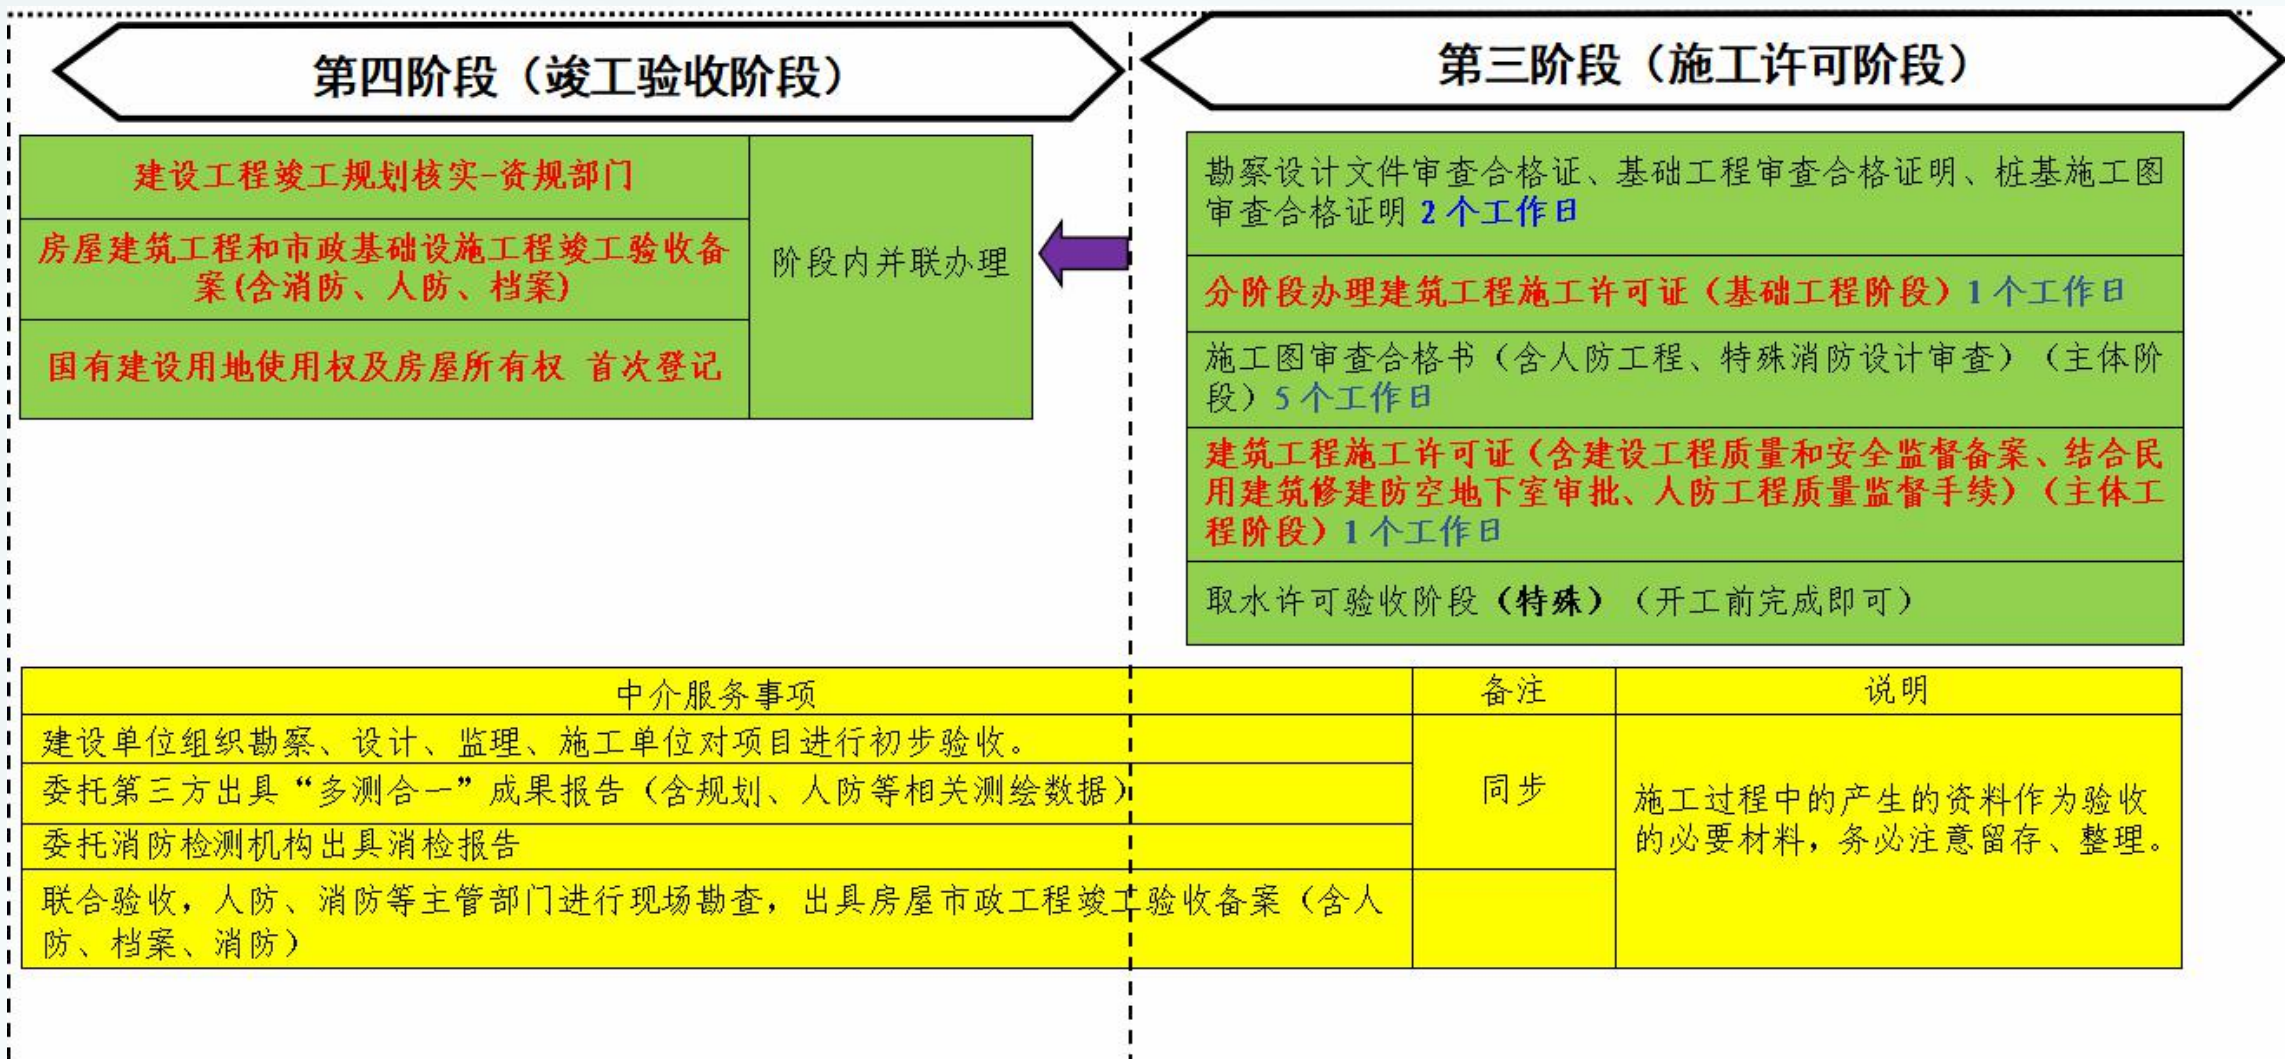 第四阶段（竣工验收阶段）
建设工程竣工规划核实-资规部门
房屋建筑工程和市政基础设施工程竣工验收备
案(含消防、人防、档案)
国有建设用地使用权及房屋所有权 首次登记
阶段内并联办理
第三阶段（施工许可阶段）
勘察设计文件审查合格证、基础工程审查合格证明、桩基施工图
审查合格证明 2 个工作日
分阶段办理建筑工程施工许可证（基础工程阶段）1 个工作日
施工图审查合格书（含人防工程、特殊消防设计审查）（主体阶
段）5 个工作日
建筑工程施工许可证（含建设工程质量和安全监督备案、结合民
用建筑修建防空地下室审批、人防工程质量监督手续）（主体工
程阶段）1 个工作日
取水许可验收阶段（特殊）（开工前完成即可）
中介服务事项
备注
说明
建设单位组织勘察、设计、监理、施工单位对项目进行初步验收。
委托第三方出具“多测合一”成果报告（含规划、人防等相关测绘数据）
委托消防检测机构出具消检报告
同步
联合验收，人防、消防等主管部门进行现场勘查，出具房屋市政工程竣工验收备案（含人
防、档案、消防）
施工过程中的产生的资料作为验收
的必要材料，务必注意留存、整理。